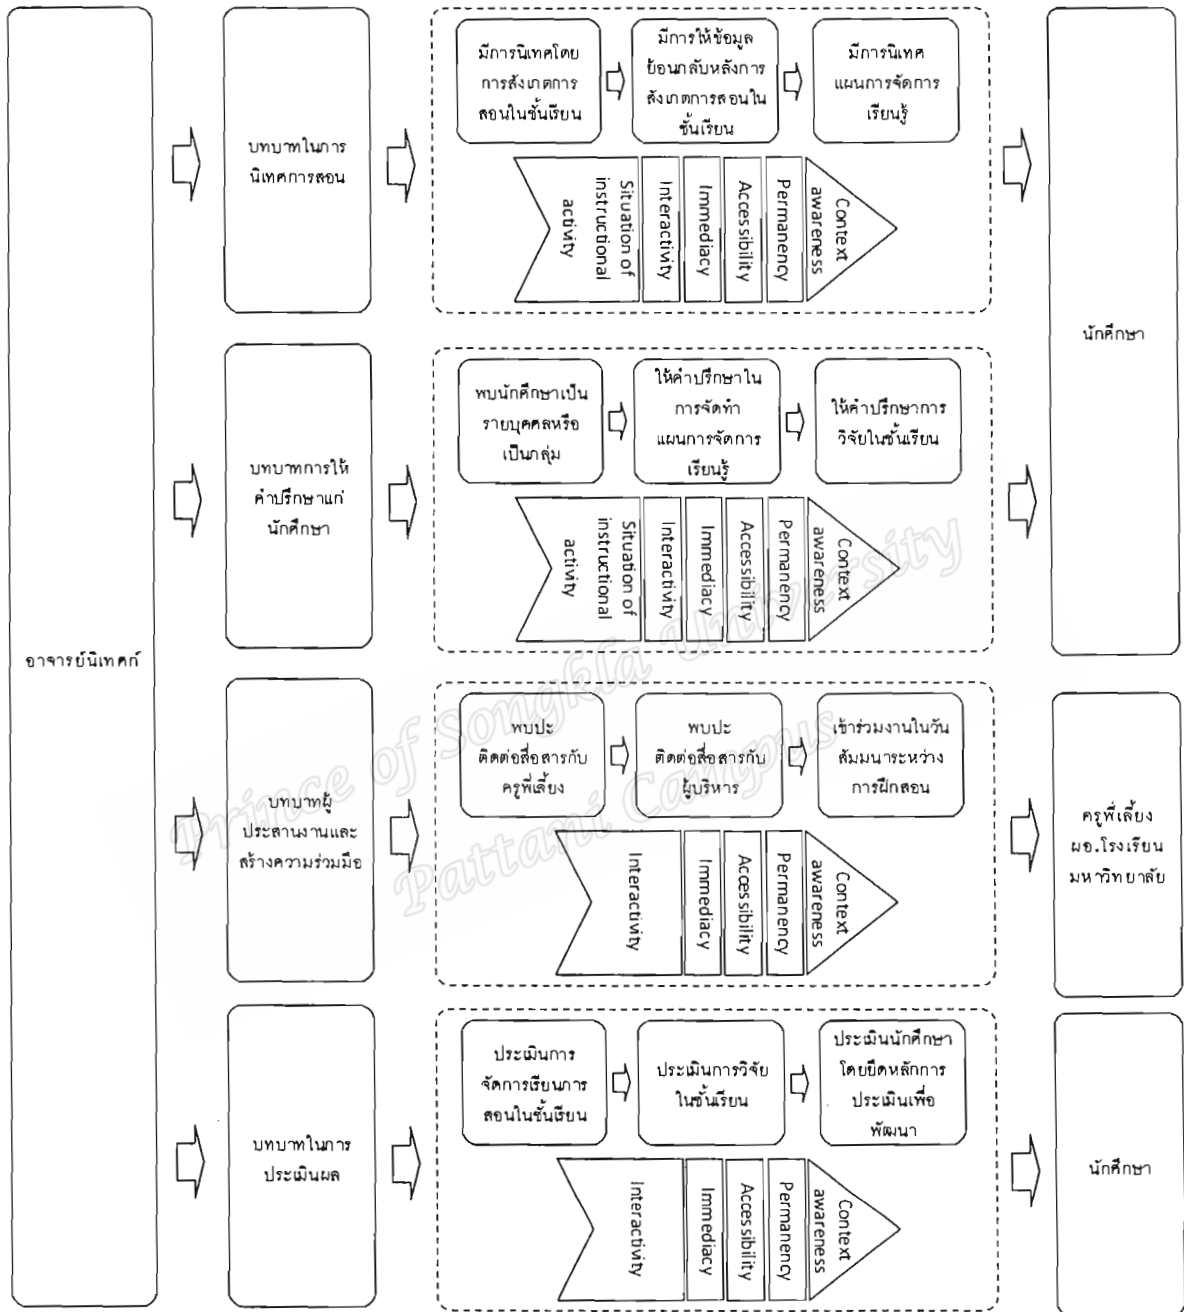 อาจารย์นิเทศก์
บทบาทในการ
นิเทศการสอน
มีการนิเทศโดย
การสังเกตการ
สอนในชั้นเรียน
มีการให้ข้อมูล
ย้อนกลับหลังการ
สังเกตการสอนใน
ชั้นเรียน
มีการนิเทศ
แผนการจัดการ
เรียนรู้
Situation of
instructional
activity
Interactivity
Immediacy
Accessibility
Permanency
Context
awareness
นักศึกษา
บทบาทการให้
คำปรึกษาแก่
นักศึกษา
พบนักศึกษาเป็น
รายบุคคลหรือ
เป็นกลุ่ม
ให้คำปรึกษาใน
การจัดทำ
แผนการจัดการ
เรียนรู้
ให้คำปรึกษาการ
วิจัยในชั้นเรียน
Situation of
instructional
activity
Interactivity
Immediacy
Accessibility
Permanency
Context
awareness
บทบาทผู้
ประสานงานและ
สร้างความร่วมมือ
พบปะ
ติดต่อสื่อสารกับ
ครูพี่เลี้ยง
พบปะ
ติดต่อสื่อสารกับ
ผู้บริหาร
เข้าร่วมงานในวัน
สัมมนาระหว่าง
การฝึกสอน
Interactivity
Immediacy
Accessibility
Permanency
Context
awareness
ครูพี่เลี้ยง
ผอ.โรงเรียน
มหาวิทยาลัย
บทบาทในการ
ประเมินผล
ประเมินการ
จัดการเรียนการ
สอนในชั้นเรียน
ประเมินการวิจัย
ในชั้นเรียน
ประเมินนักศึกษา
โดยยึดหลักการ
ประเมินเพื่อ
พัฒนา
Interactivity
Immediacy
Accessibility
Permanency
Context
awareness
นักศึกษา
Prince of Songkla University
Pattani Campus